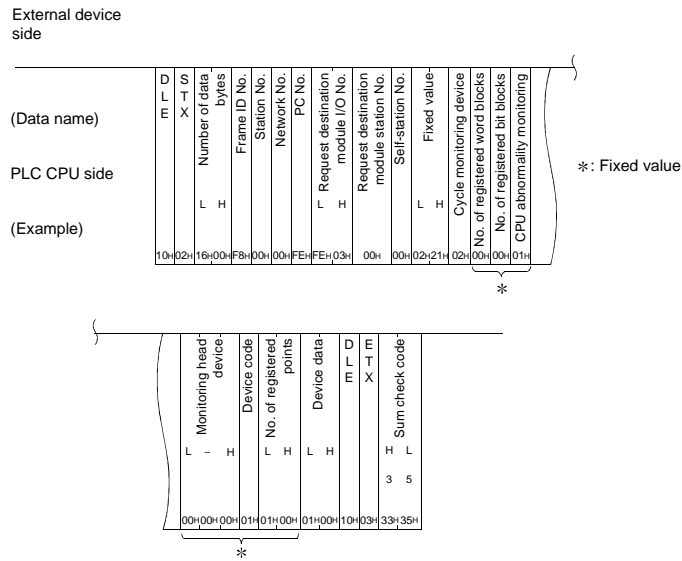 External device
side
(Data name)
PLC CPU side
(Example)
D
L
E
S
T
X
Number of data
bytes
Frame ID No.
Station No.
Network No.
PC No.
Request destination
module I/O No.
Request destination
module station No.
Self-station No.
Fixed value
Cycle monitoring device
No. of registered word blocks
No. of registered bit blocks
CPU abnormality monitoring
L H L H L H
10H 02H 16H 00H F8H 00H 00H FEH FEH 03H 00H 00H 02H 21H 02H 00H 00H 01H
*
*: Fixed value
Monitoring head
device
Device code
No. of registered
points
Device data
D
L
E
E
T
X
Sum check code
L – H L H L H H L
3 5
00H 00H 00H 01H 01H 00H 01H 00H 10H 03H 33H 35H
*